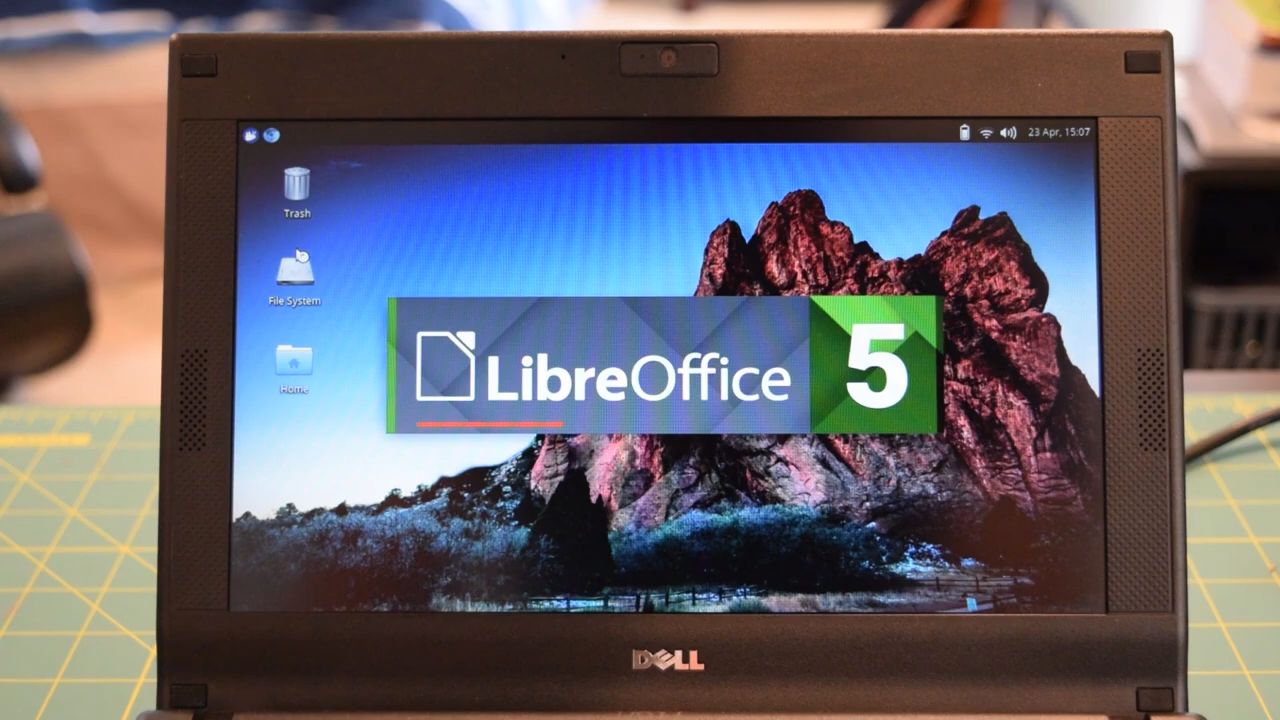 23 Apr, 15:07
Trash
File System
Home
LibreOffice 5
DELL